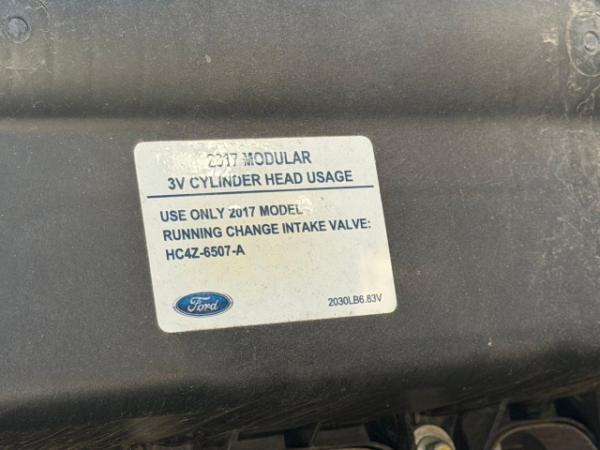 2017 MODULAR
3V CYLINDER HEAD USAGE
USE ONLY 2017 MODEL
RUNNING CHANGE INTAKE VALVE:
HC4Z-6507-A
Ford
2030LB6.83V